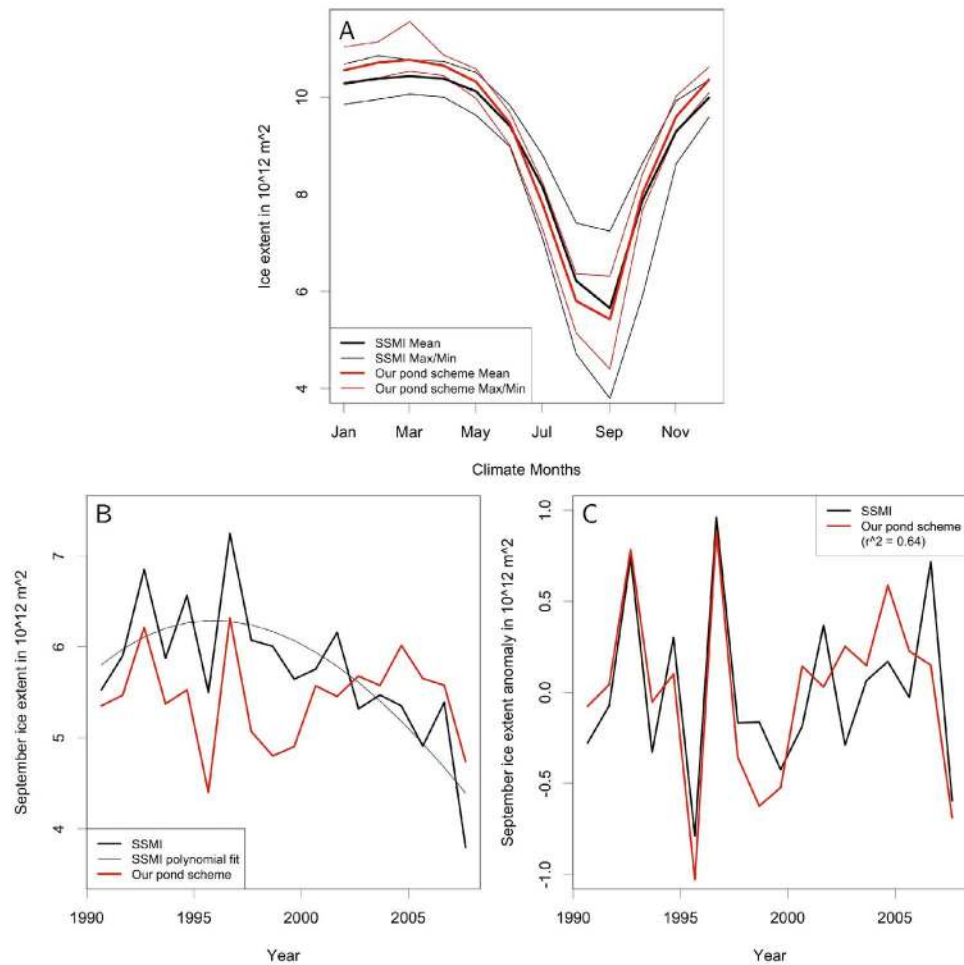 A
Ice extent in 10^12 m^2
10
8
6
4
SSMI Mean
SSMI Max/Min
Our pond scheme Mean
Our pond scheme Max/Min
Jan Mar May Jul Sep Nov
Climate Months
B
September ice extent in 10^12 m^2
7
6
5
4
SSMI
SSMI polynomial fit
Our pond scheme
1990 1995 2000 2005
Year
C
September ice extent anomaly in 10^12 m^2
1.0
0.5
0.0
-0.5
-1.0
SSMI
Our pond scheme
(r^2 = 0.64)
1990 1995 2000 2005
Year